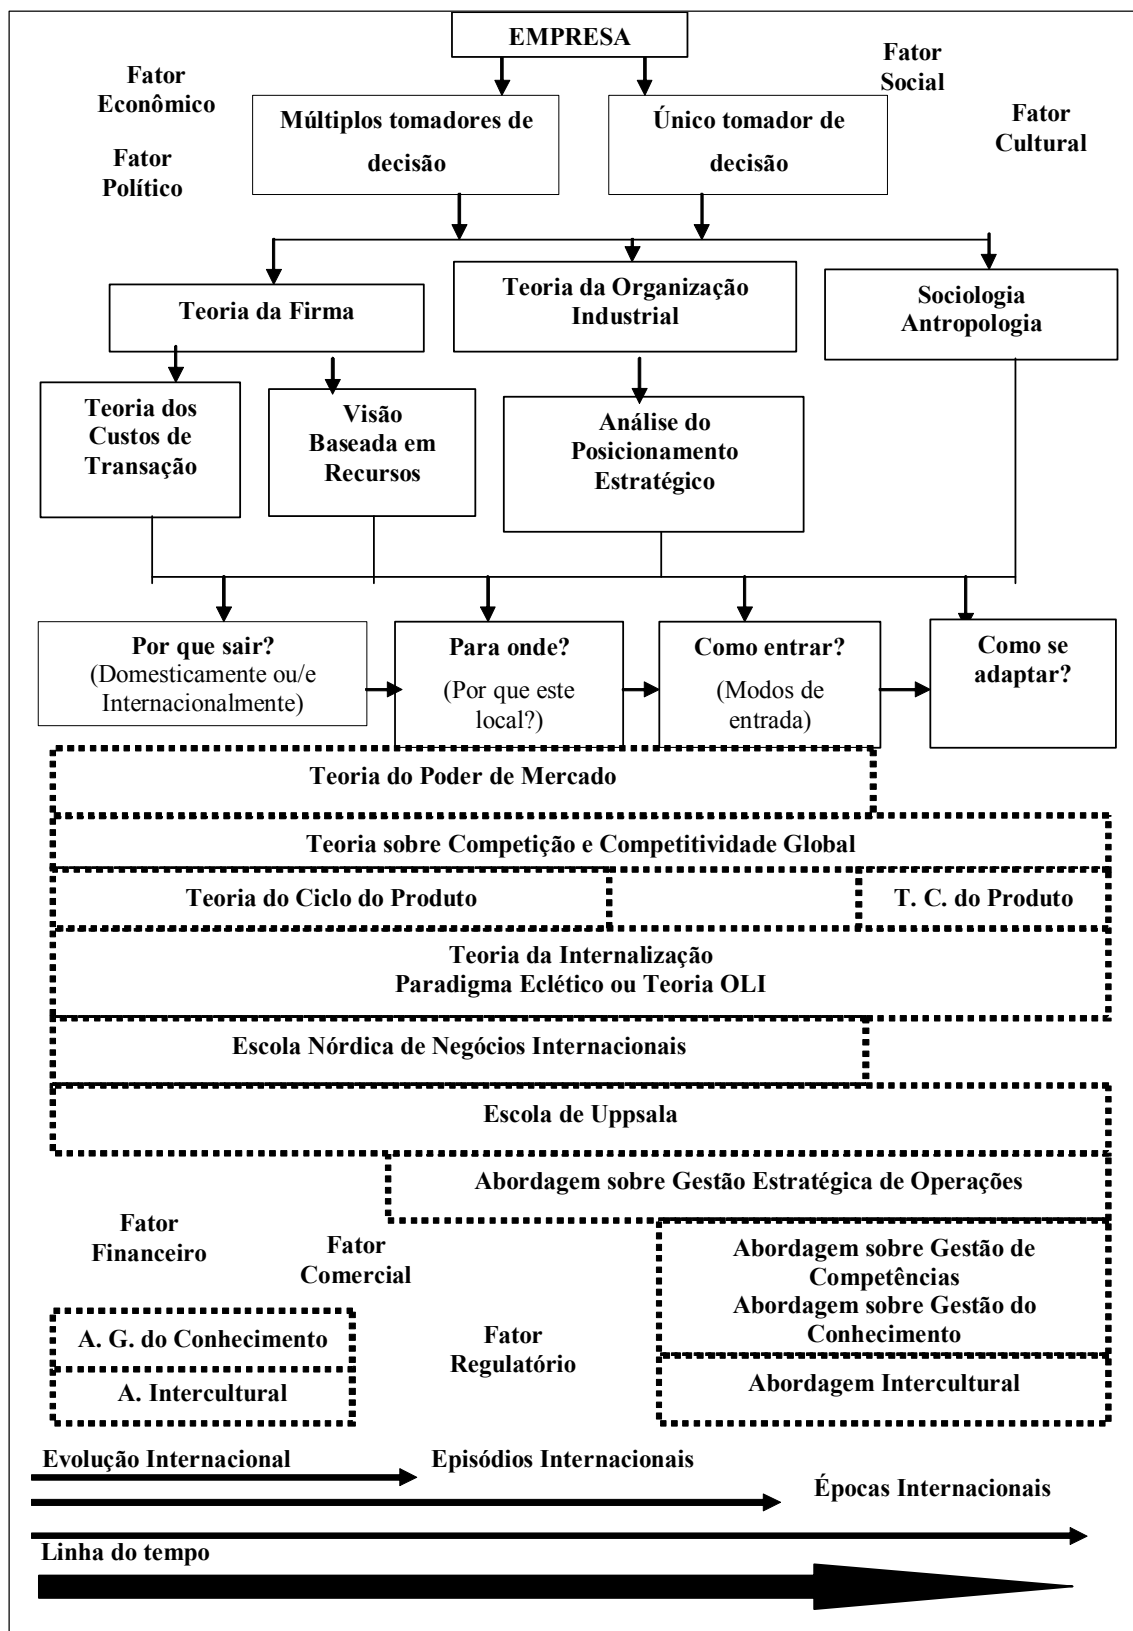 EMPRESA
Fator
Econômico
Fator
Social
Múltiplos tomadores de
decisão
Único tomador de
decisão
Fator
Cultural
Fator
Político
Teoria da Firma
Teoria da Organização
Industrial
Sociologia
Antropologia
Teoria dos
Custos de
Transação
Visão
Baseada em
Recursos
Análise do
Posicionamento
Estratégico
Por que sair?
(Domesticamente ou/e
Internacionalmente)
Para onde?
(Por que este
local?)
Como entrar?
(Modos de
entrada)
Como se
adaptar?
Teoria do Poder de Mercado
Teoria sobre Competição e Competitividade Global
Teoria do Ciclo do Produto
T. C. do Produto
Teoria da Internalização
Paradigma Eclético ou Teoria OLI
Escola Nórdica de Negócios Internacionais
Escola de Uppsala
Abordagem sobre Gestão Estratégica de Operações
Fator
Financeiro
Fator
Comercial
Abordagem sobre Gestão de
Competências
Abordagem sobre Gestão do
Conhecimento
A. G. do Conhecimento
Fator
Regulatório
A. Intercultural
Abordagem Intercultural
Evolução Internacional
Episódios Internacionais
Épocas Internacionais
Linha do tempo